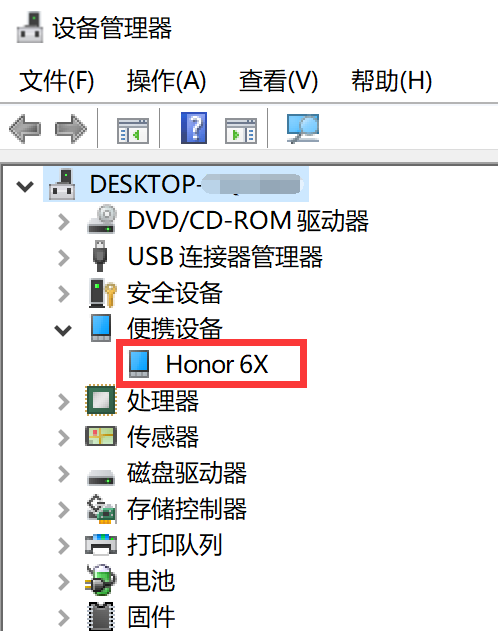 设备管理器
文件(F) 操作(A) 查看(V) 帮助(H)
DESKTOP-
DVD/CD-ROM 驱动器
USB 连接器管理器
安全设备
便携设备
Honor 6X
处理器
传感器
磁盘驱动器
存储控制器
打印队列
电池
固件